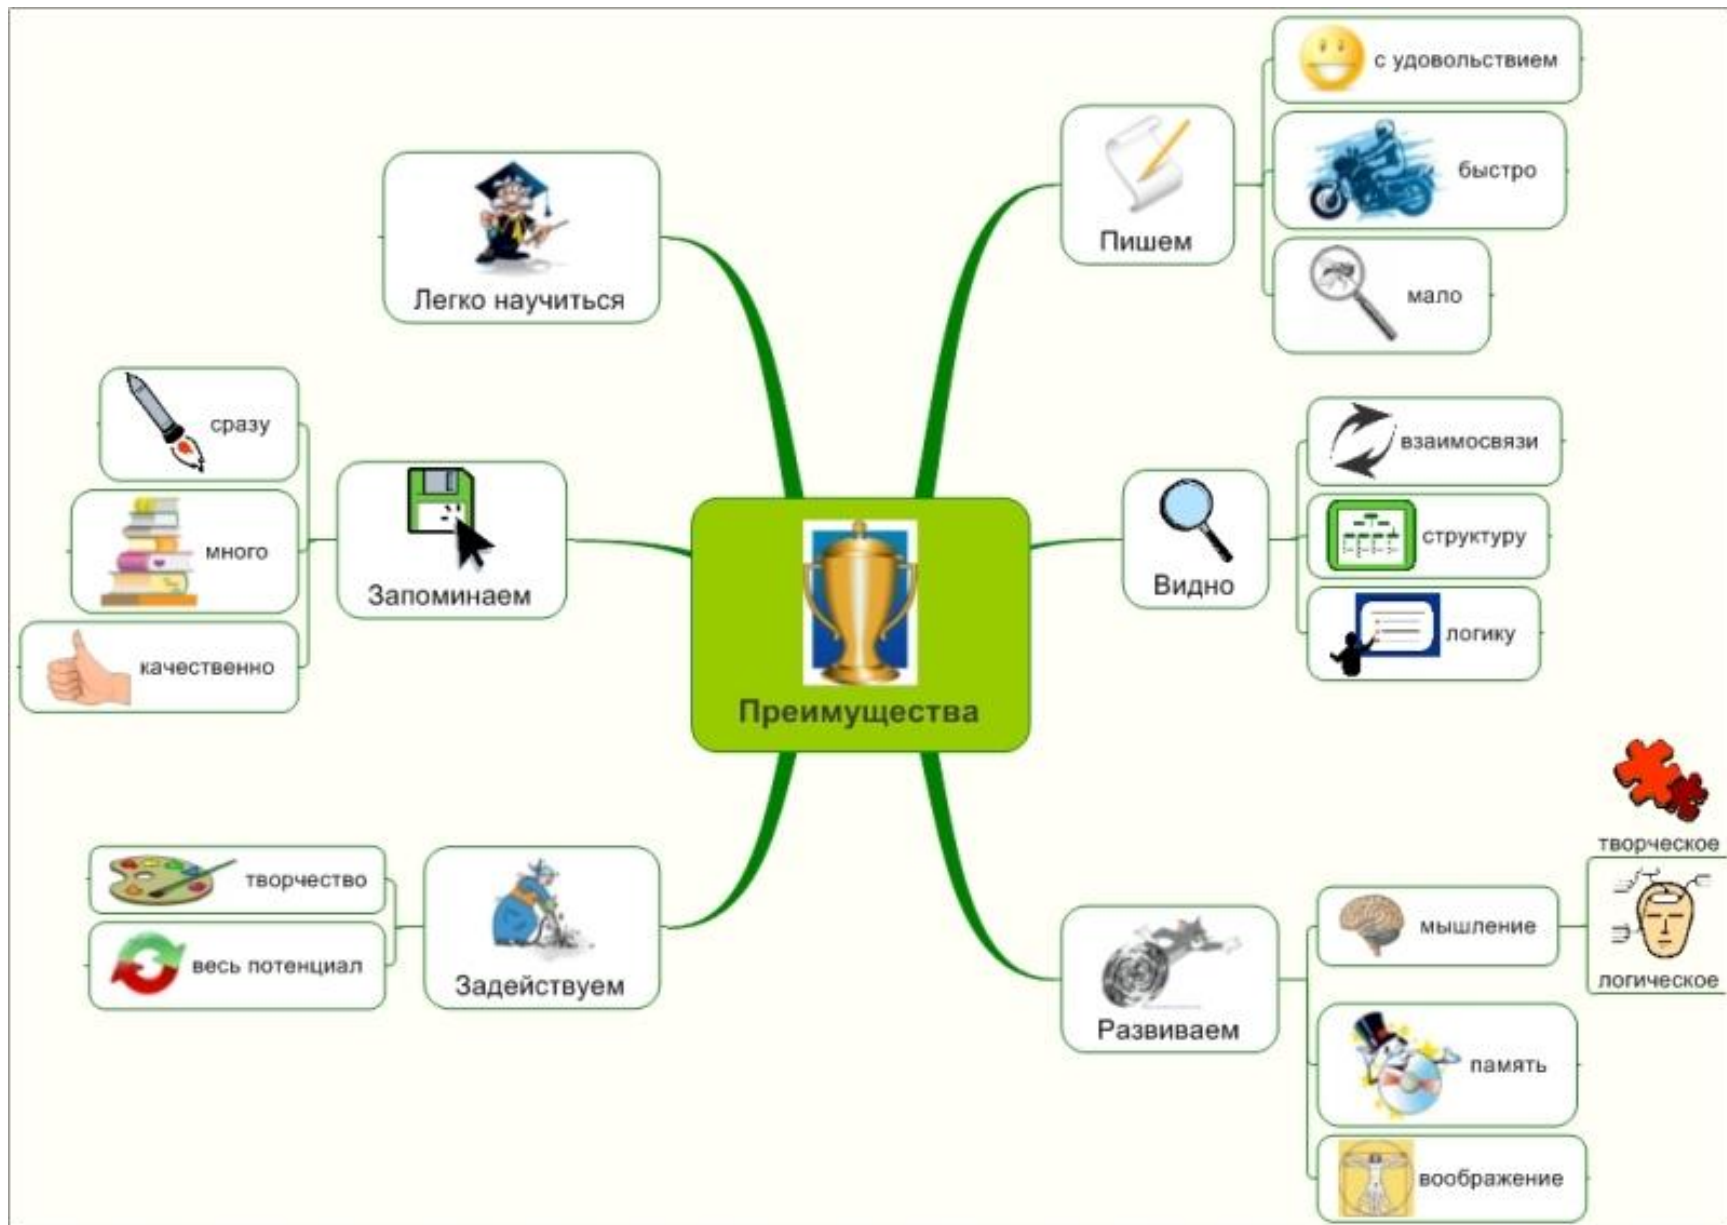 Преимущества
Пишем
с удовольствием
быстро
мало
Видно
взаимосвязи
структуру
логику
Развиваем
мышление
творческое
логическое
память
воображение
Задействуем
творчество
весь потенциал
Запоминаем
сразу
много
качественно
Легко научиться